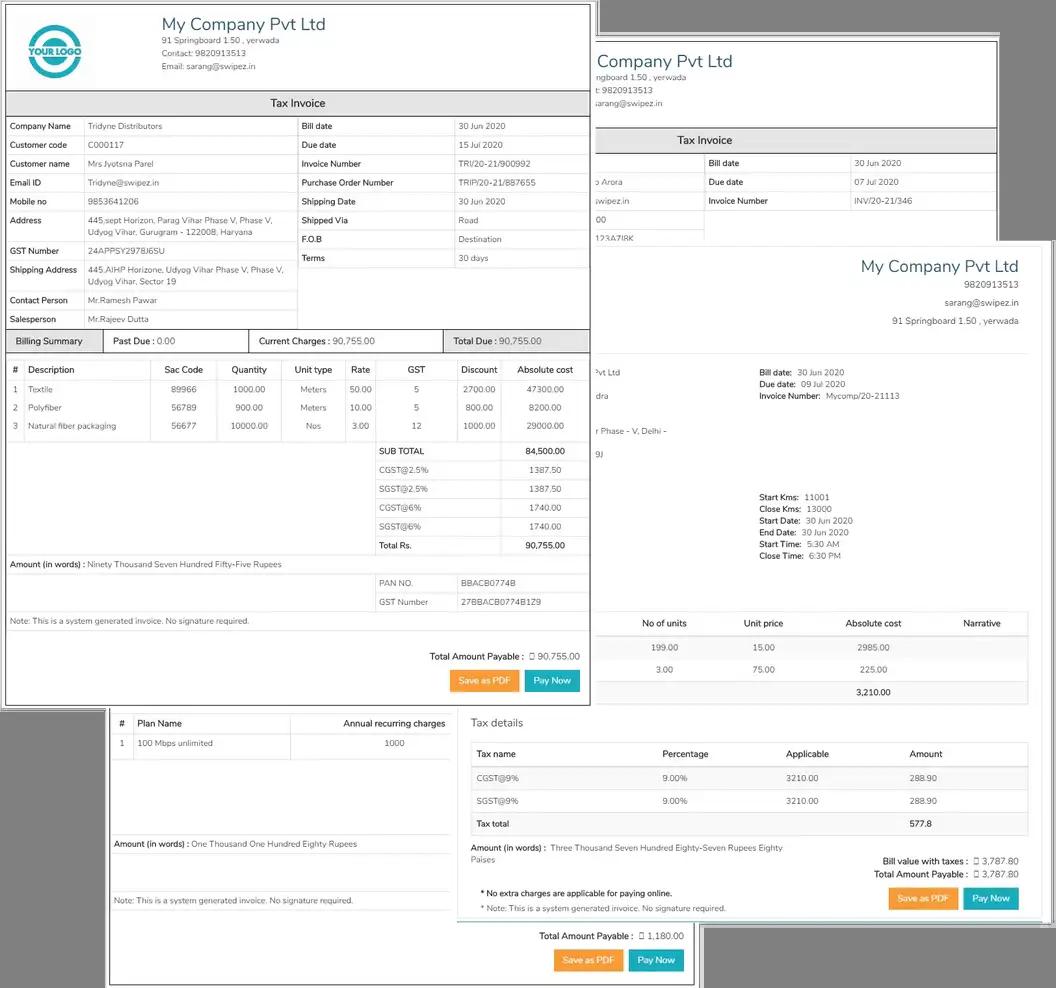 YOUR LOGO
My Company Pvt Ltd
91 Springboard 1.50 , yerwada
Contact: 9820913513
Email: sarang@swipez.in
Tax Invoice
Company Name Tridyne Distributors
Customer code C000117
Customer name Mrs Jyotsna Parel
Email ID Tridyne@swipez.in
Mobile no 9853641206
Address 445,sept Horizon, Parag Vihar Phase V, Phase V,
Udyog Vihar, Gurugram - 122008, Haryana
GST Number 24APPSY2978J6SU
Shipping Address 445,AIHP Horizone, Udyog Vihar Phase V, Phase V,
Udyog Vihar, Sector 19
Contact Person Mr.Ramesh Pawar
Salesperson Mr.Rajeev Dutta
Bill date 30 Jun 2020
Due date 15 Jul 2020
Invoice Number TRI/20-21/900992
Purchase Order Number TRIP/20-21/887655
Shipping Date 30 Jun 2020
Shipped Via Road
F.O.B Destination
Terms 30 days
Billing Summary Past Due : 0.00 Current Charges : 90,755.00 Total Due : 90,755.00
# Description Sac Code Quantity Unit type Rate GST Discount Absolute cost
1 Textile 89966 1000.00 Meters 50.00 5 2700.00 47300.00
2 Polyfiber 56789 900.00 Meters 10.00 5 800.00 8200.00
3 Natural fiber packaging 56677 10000.00 Nos 3.00 12 1000.00 29000.00
SUB TOTAL 84,500.00
CGST@2.5% 1387.50
SGST@2.5% 1387.50
CGST@6% 1740.00
SGST@6% 1740.00
Total Rs. 90,755.00
Amount (in words) : Ninety Thousand Seven Hundred Fifty-Five Rupees
PAN NO. BBACB0774B
GST Number 27BBACB0774B1Z9
Note: This is a system generated invoice. No signature required.
Total Amount Payable : 90,755.00
Save as PDF Pay Now
Company Pvt Ltd
ngboard 1.50 , yerwada
t: 9820913513
sarang@swipez.in
Tax Invoice
Bill date 30 Jun 2020
o Arora Due date 07 Jul 2020
swipez.in Invoice Number INV/20-21/346
00
123A7J8K
My Company Pvt Ltd
9820913513
sarang@swipez.in
91 Springboard 1.50 , yerwada
Pvt Ltd
dra
r Phase - V, Delhi -
9J
Bill date: 30 Jun 2020
Due date: 09 Jul 2020
Invoice Number: Mycomp/20-21113
Start Kms: 11001
Close Kms: 13000
Start Date: 30 Jun 2020
End Date: 30 Jun 2020
Start Time: 5:30 AM
Close Time: 6:30 PM
No of units Unit price Absolute cost Narrative
199.00 15.00 2985.00
3.00 75.00 225.00
3,210.00
Tax details
Tax name Percentage Applicable Amount
CGST@9% 9.00% 3210.00 288.90
SGST@9% 9.00% 3210.00 288.90
Tax total 577.8
Amount (in words) : Three Thousand Seven Hundred Eighty-Seven Rupees Eighty
Paises
Bill value with taxes : 3,787.80
Total Amount Payable : 3,787.80
* No extra charges are applicable for paying online.
* Note: This is a system generated invoice. No signature required.
Save as PDF Pay Now
# Plan Name Annual recurring charges
1 100 Mbps unlimited 1000
Amount (in words) : One Thousand One Hundred Eighty Rupees
Note: This is a system generated invoice. No signature required.
Total Amount Payable : 1,180.00
Save as PDF Pay Now